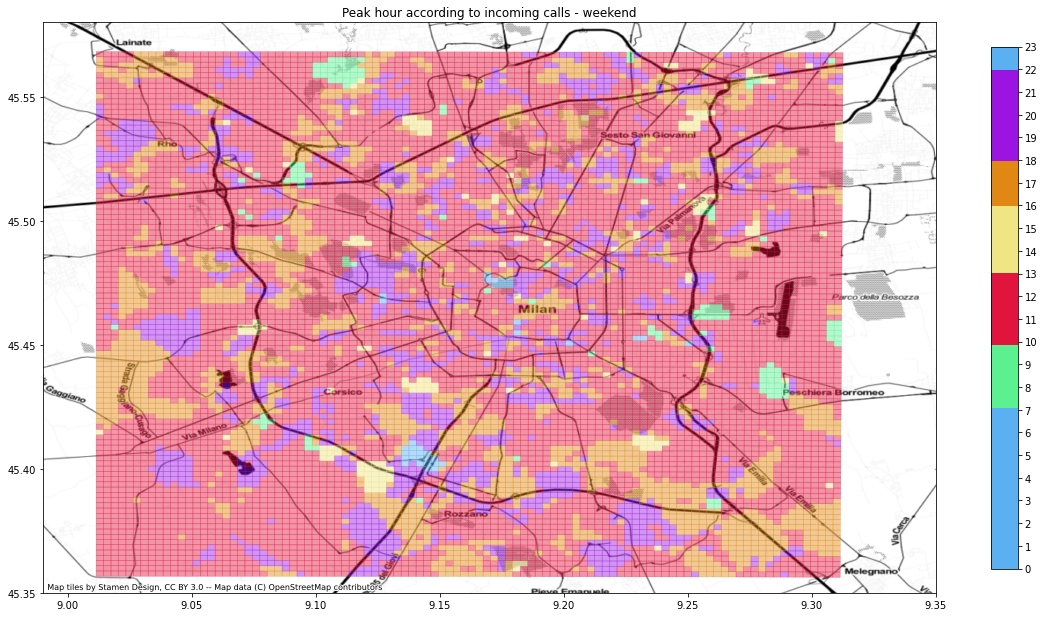 Peak hour according to incoming calls - weekend
Lainate
Rho
Sesto San Giovanni
Via Palmanova
Parco della Besozza
Milan
Gaggiano
Corsico
Via Milano
Peschiera Borromeo
Via Emilia
Via Emilia
Rozzano
Via Cerca
Melegnano
Pieve Emanuele
Map tiles by Stamen Design, CC BY 3.0 -- Map data (C) OpenStreetMap contributors
45.55
45.50
45.45
45.40
45.35
9.00
9.05
9.10
9.15
9.20
9.25
9.30
9.35
23
22
21
20
19
18
17
16
15
14
13
12
11
10
9
8
7
6
5
4
3
2
1
0